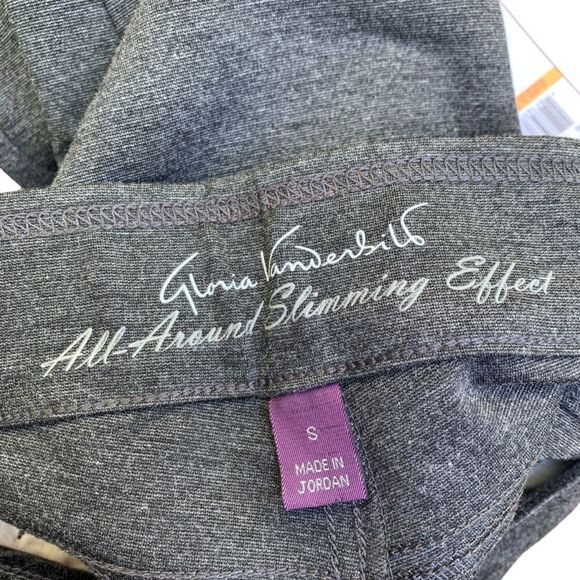 Gloria Vanderbilt
All-Around Slimming Effect
S
MADE IN
JORDAN